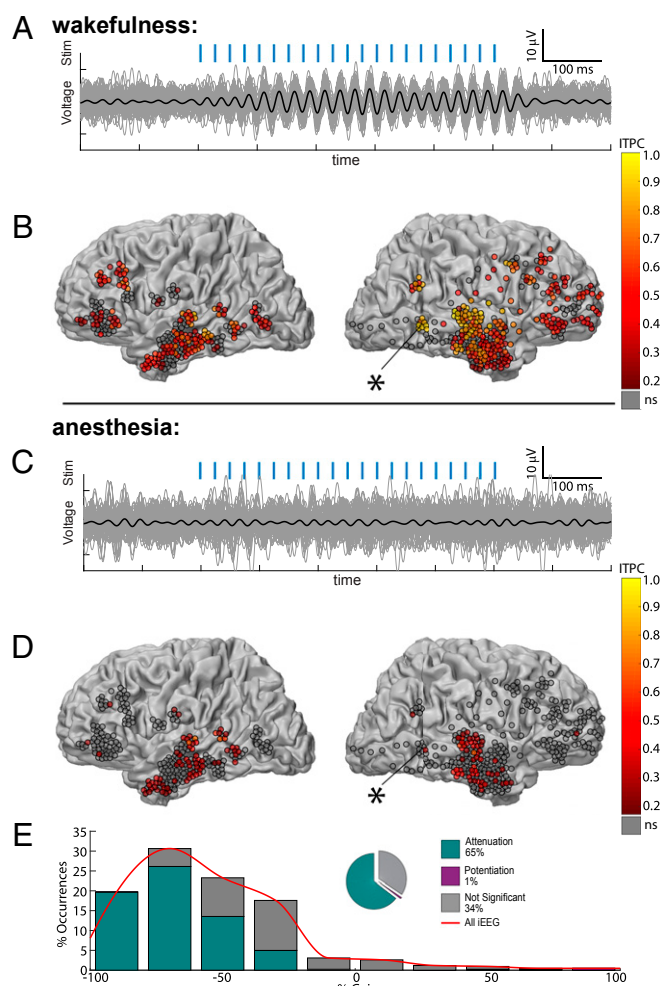 A wakefulness:
Stim
Voltage
10 μV
100 ms
time
ITPC
1.0
0.9
0.8
0.7
0.6
0.5
0.4
0.3
0.2
ns
B
*
anesthesia:
C
Stim
Voltage
10 μV
100 ms
time
ITPC
1.0
0.9
0.8
0.7
0.6
0.5
0.4
0.3
0.2
ns
D
*
E
% Occurrences
35
30
25
20
15
10
5
0
-100
-50
0
50
100
Attenuation
65%
Potentiation
1%
Not Significant
34%
All iEEG